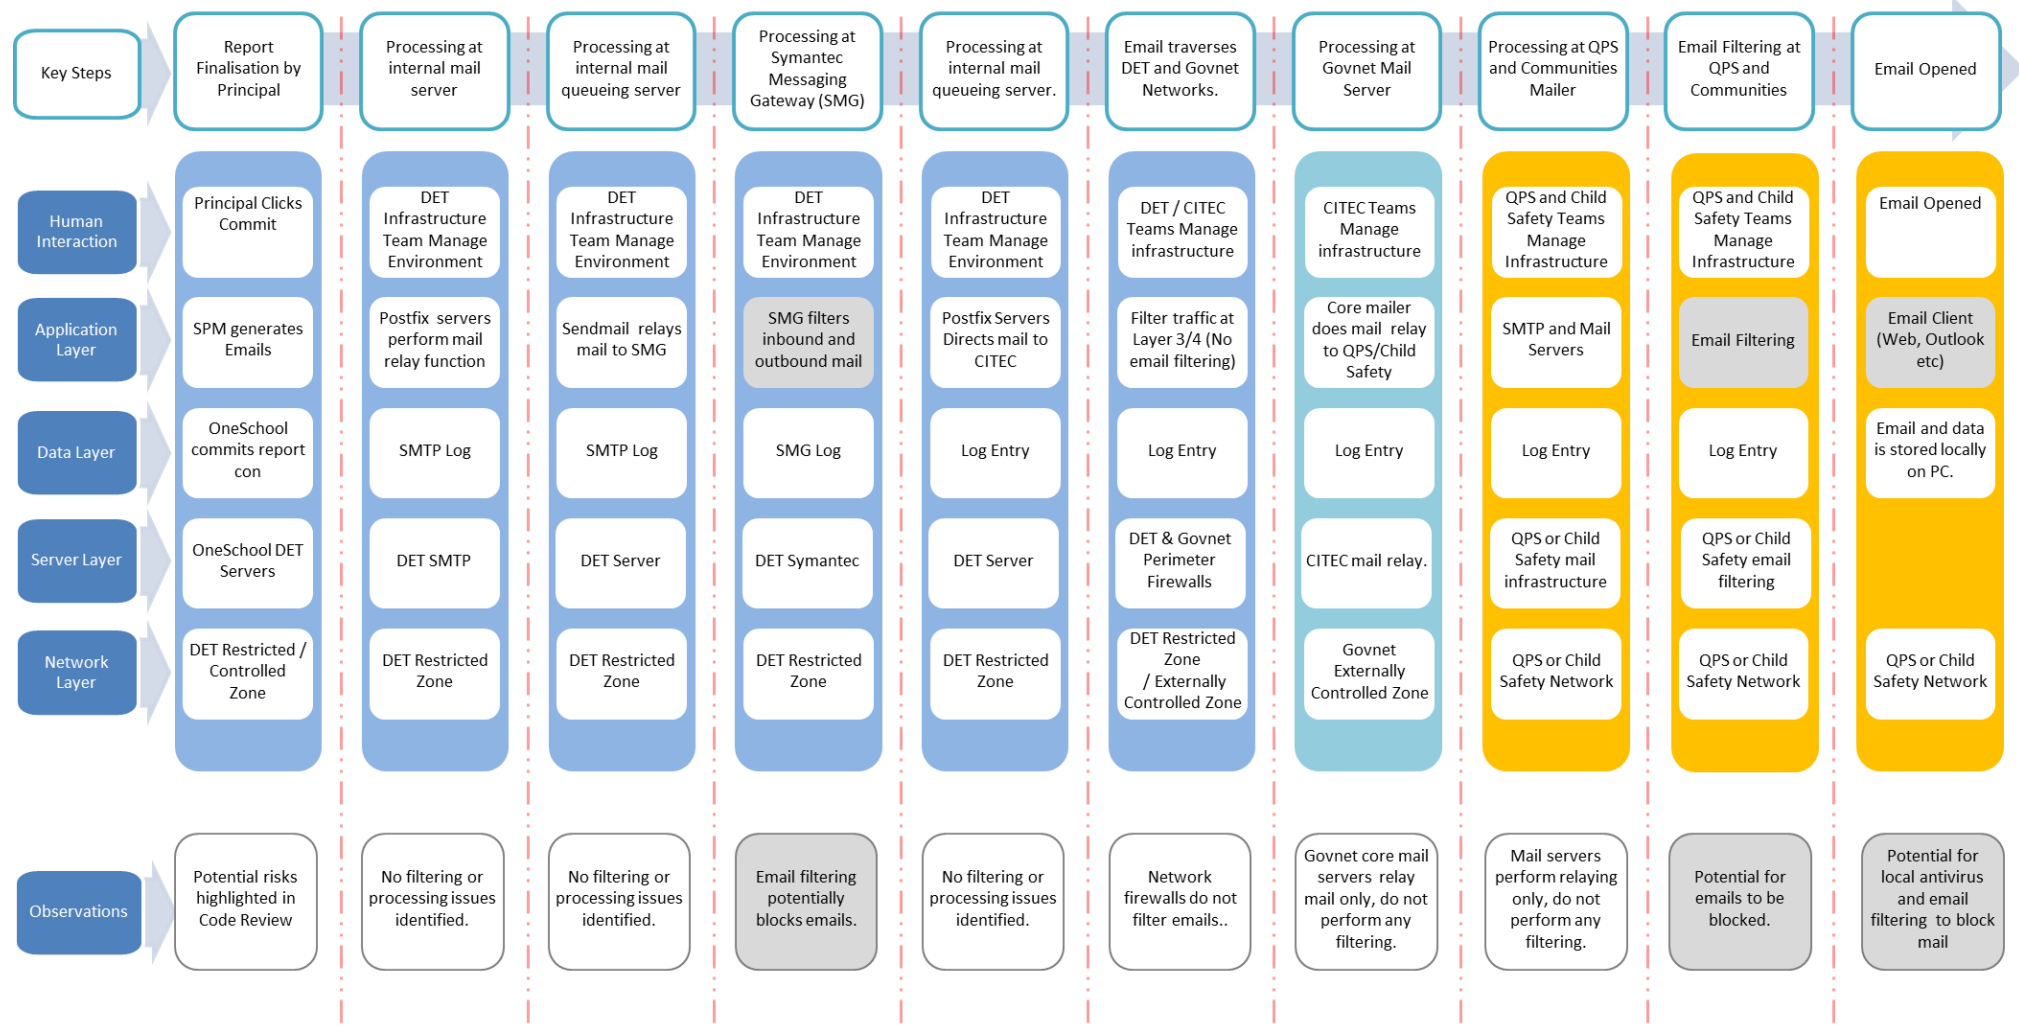 Key Steps
Report
Finalisation by
Principal
Processing at
internal mail
server
Processing at
internal mail
queueing server
Processing at
Symantec
Messaging
Gateway (SMG)
Processing at
internal mail
queueing server.
Email traverses
DET and Govnet
Networks.
Processing at
Govnet Mail
Server
Processing at QPS
and Communities
Mailer
Email Filtering at
QPS and
Communities
Email Opened
Human
Interaction
Principal Clicks
Commit
DET
Infrastructure
Team Manage
Environment
DET
Infrastructure
Team Manage
Environment
DET
Infrastructure
Team Manage
Environment
DET
Infrastructure
Team Manage
Environment
DET / CITEC
Teams Manage
infrastructure
CITEC Teams
Manage
infrastructure
QPS and Child
Safety Teams
Manage
Infrastructure
QPS and Child
Safety Teams
Manage
Infrastructure
Email Opened
Application
Layer
SPM generates
Emails
Postfix servers
perform mail
relay function
Sendmail relays
mail to SMG
SMG filters
inbound and
outbound mail
Postfix Servers
Directs mail to
CITEC
Filter traffic at
Layer 3/4 (No
email filtering)
Core mailer
does mail relay
to QPS/Child
Safety
SMTP and Mail
Servers
Email Filtering
Email Client
(Web, Outlook
etc)
Data Layer
OneSchool
commits report
con
SMTP Log
SMTP Log
SMG Log
Log Entry
Log Entry
Log Entry
Log Entry
Log Entry
Email and data
is stored locally
on PC.
Server Layer
OneSchool DET
Servers
DET SMTP
DET Server
DET Symantec
DET Server
DET & Govnet
Perimeter
Firewalls
CITEC mail relay.
QPS or Child
Safety mail
infrastructure
QPS or Child
Safety email
filtering
Network
Layer
DET Restricted /
Controlled
Zone
DET Restricted
Zone
DET Restricted
Zone
DET Restricted
Zone
DET Restricted
Zone
DET Restricted
Zone
/ Externally
Controlled Zone
Govnet
Externally
Controlled Zone
QPS or Child
Safety Network
QPS or Child
Safety Network
QPS or Child
Safety Network
Observations
Potential risks
highlighted in
Code Review
No filtering or
processing issues
identified.
No filtering or
processing issues
identified.
Email filtering
potentially
blocks emails.
No filtering or
processing issues
identified.
Network
firewalls do not
filter emails..
Govnet core mail
servers relay
mail only, do not
perform any
filtering.
Mail servers
perform relaying
only, do not
perform any
filtering.
Potential for
emails to be
blocked.
Potential for
local antivirus
and email
filtering to block
mail